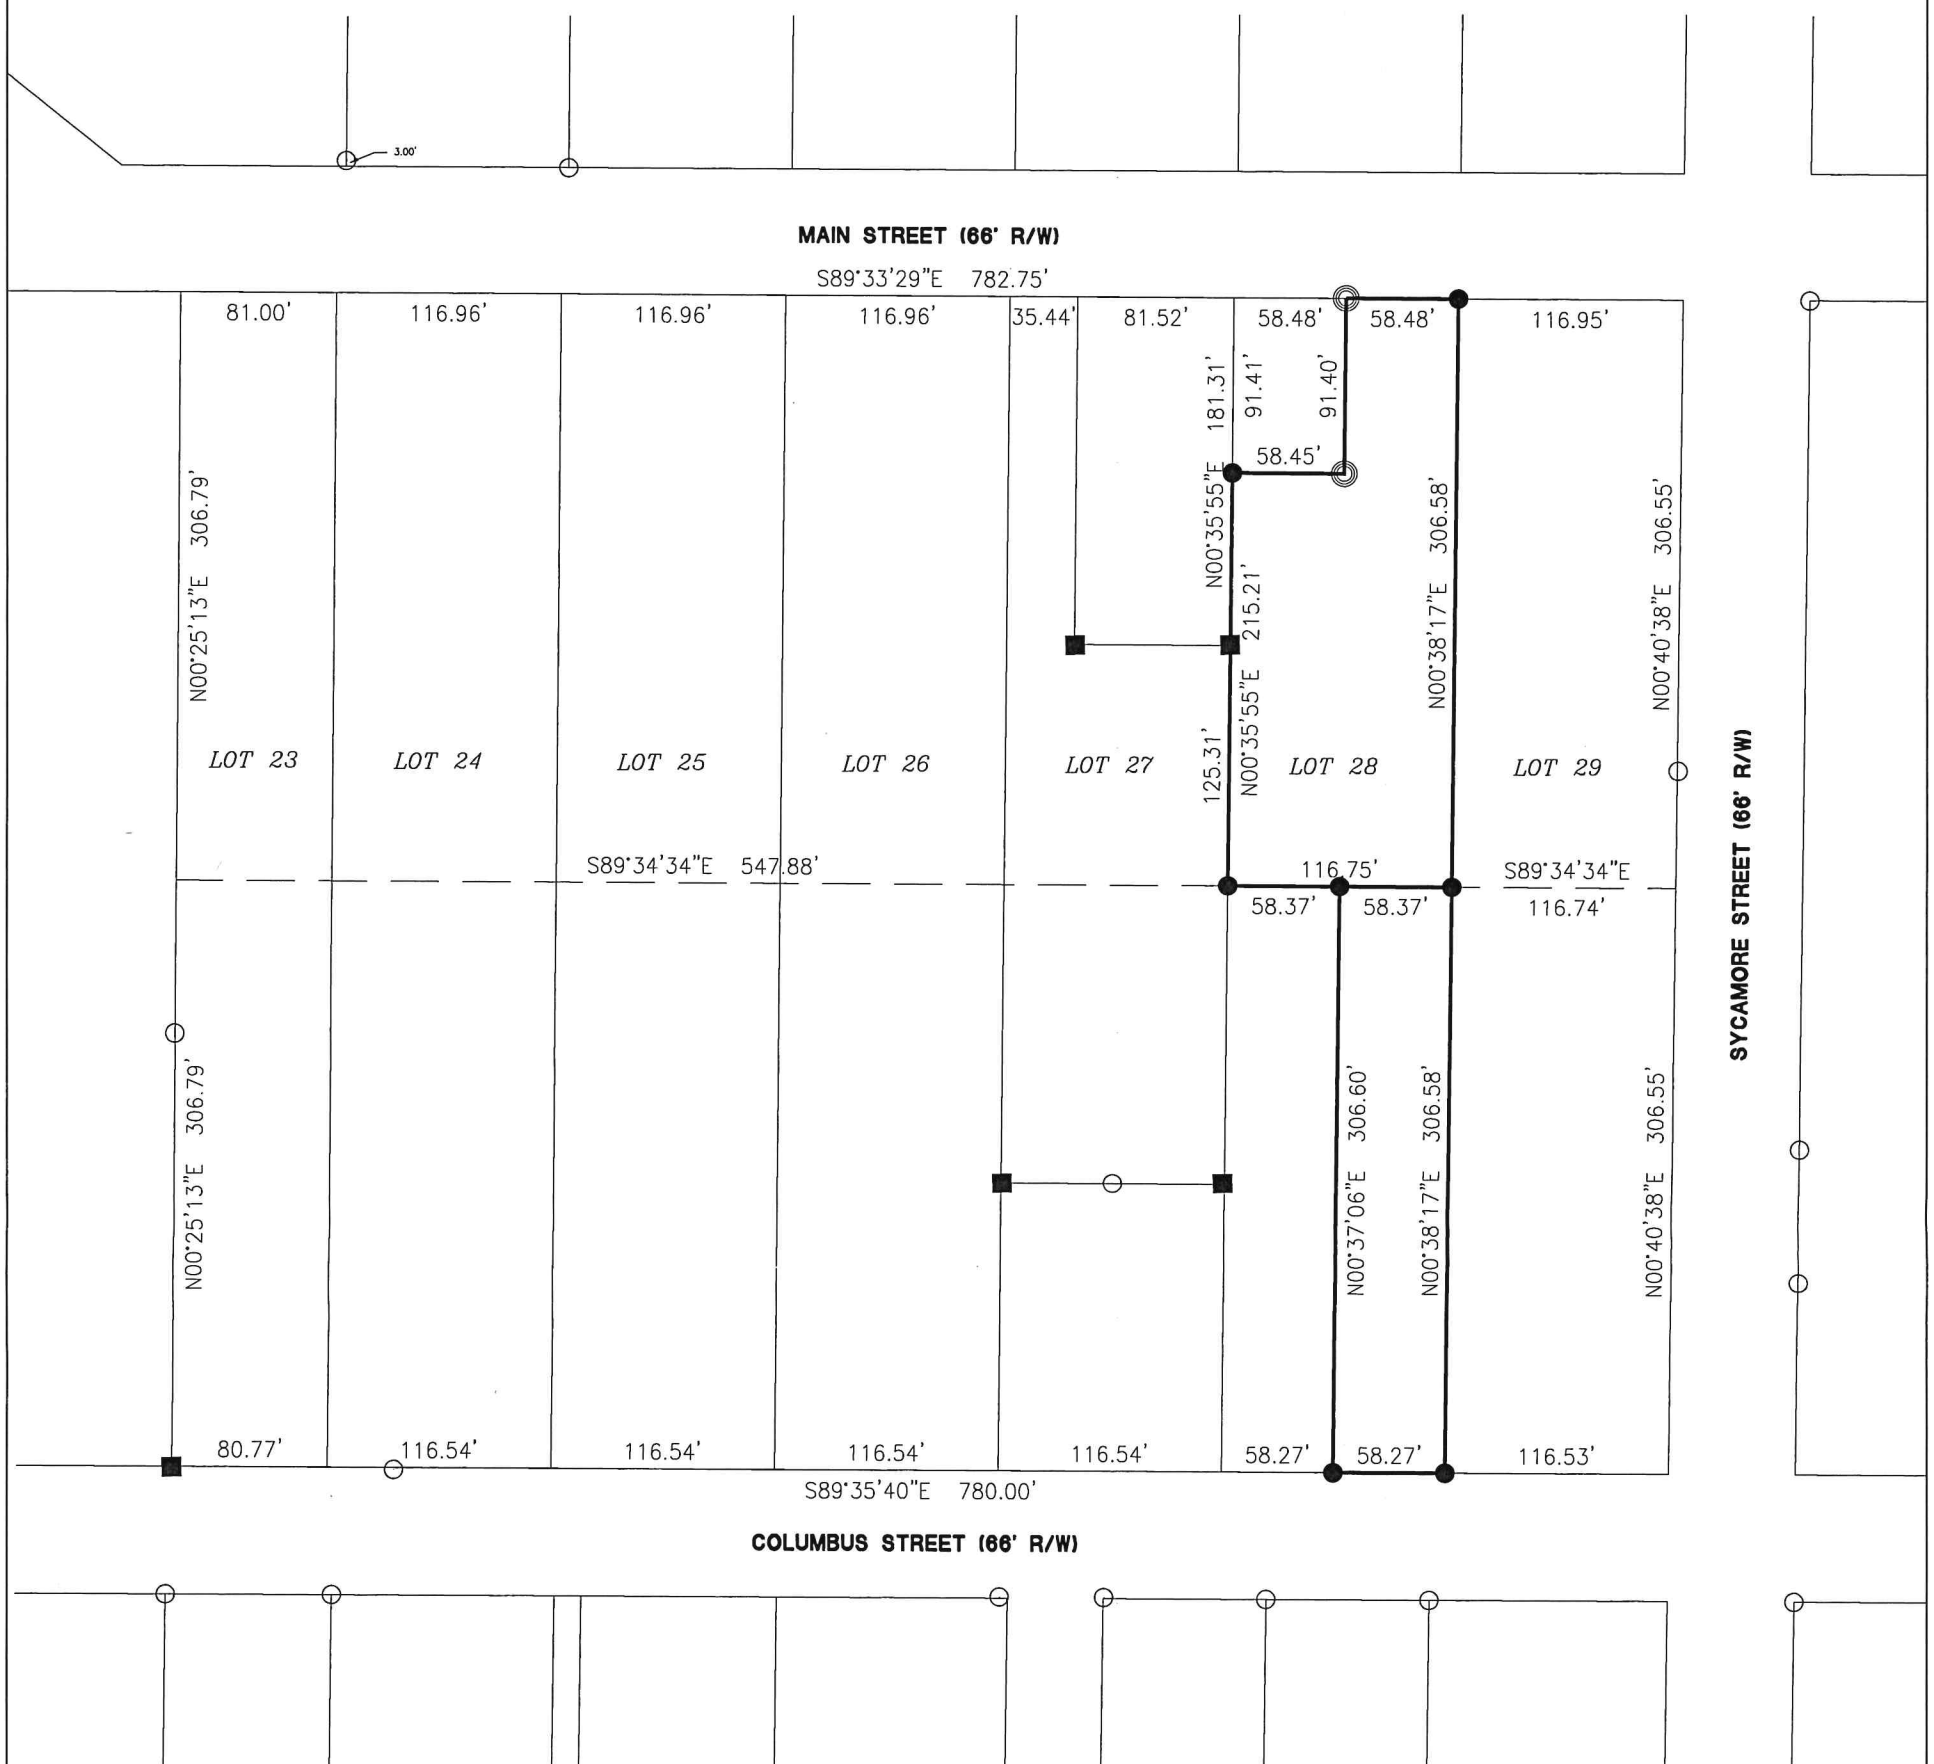 3.00'
MAIN STREET (66' R/W)
S89°33'29"E 782.75'
81.00'
116.96'
116.96'
116.96'
35.44'
81.52'
58.48'
58.48'
116.95'
181.31'
91.41'
91.40'
58.45'
N00°25'13"E 306.79'
N00°35'55"E
215.21'
N00°35'55"E
125.31'
N00°38'17"E 306.58'
N00°40'38"E 306.55'
LOT 23
LOT 24
LOT 25
LOT 26
LOT 27
LOT 28
LOT 29
SYCAMORE STREET (66' R/W)
S89°34'34"E 547.88'
116.75'
S89°34'34"E
58.37'
58.37'
116.74'
N00°25'13"E 306.79'
N00°37'06"E 306.60'
N00°38'17"E 306.58'
N00°40'38"E 306.55'
80.77'
116.54'
116.54'
116.54'
116.54'
58.27'
58.27'
116.53'
S89°35'40"E 780.00'
COLUMBUS STREET (66' R/W)